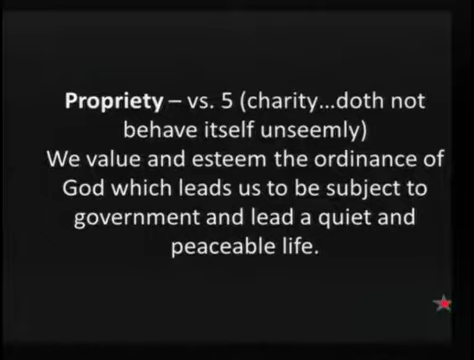 Propriety – vs. 5 (charity...doth not
behave itself unseemly)
We value and esteem the ordinance of
God which leads us to be subject to
government and lead a quiet and
peaceable life.